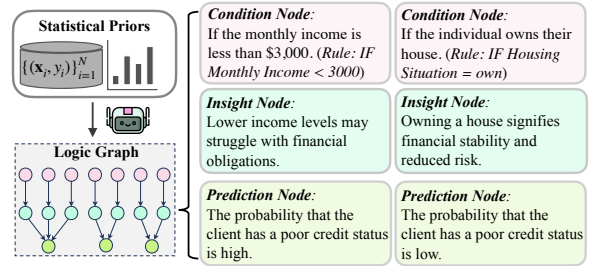 Statistical Priors
{(x_i, y_i)}_{i=1}^N
Logic Graph
Condition Node:
If the monthly income is
less than $3,000. (Rule: IF
Monthly Income < 3000)
Insight Node:
Lower income levels may
struggle with financial
obligations.
Prediction Node:
The probability that the
client has a poor credit status
is high.
Condition Node:
If the individual owns their
house. (Rule: IF Housing
Situation = own)
Insight Node:
Owning a house signifies
financial stability and
reduced risk.
Prediction Node:
The probability that the
client has a poor credit status
is low.